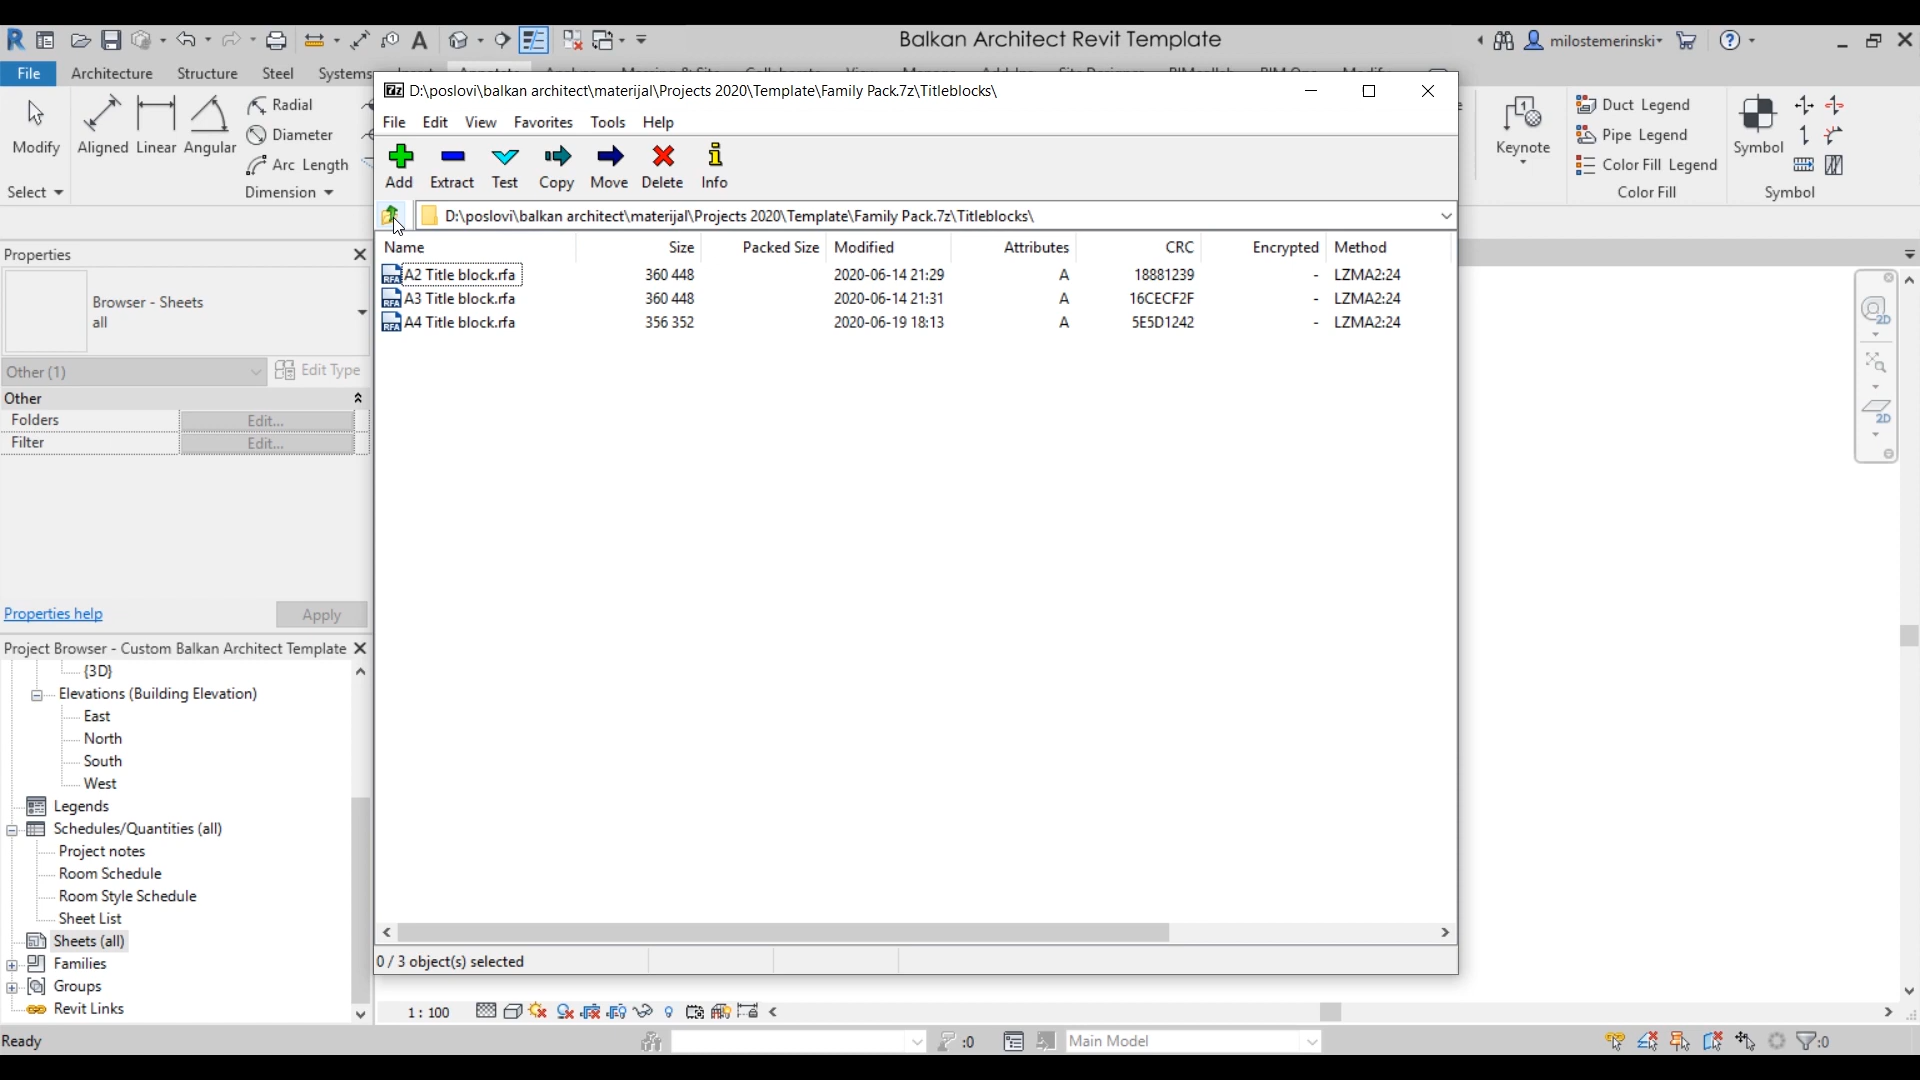 Balkan Architect Revit Template
milostemerinski
File Architecture Structure Steel Systems
D:\poslovi\balkan architect\materijal\Projects 2020\Template\Family Pack.7z\Titleblocks\
File Edit View Favorites Tools Help
Modify
Aligned Linear Angular
Radial
Diameter
Arc Length
Select
Dimension
Add Extract Test Copy Move Delete Info
Keynote
Duct Legend
Pipe Legend
Color Fill Legend
Color Fill
Symbol
Symbol
D:\poslovi\balkan architect\materijal\Projects 2020\Template\Family Pack.7z\Titleblocks\
Name Size Packed Size Modified Attributes CRC Encrypted Method
A2 Title block.rfa 360 448 2020-06-14 21:29 A 18881239 - LZMA2:24
A3 Title block.rfa 360 448 2020-06-14 21:31 A 16CECF2F - LZMA2:24
A4 Title block.rfa 356 352 2020-06-19 18:13 A 5E5D1242 - LZMA2:24
0 / 3 object(s) selected
Properties
Browser - Sheets
all
Other (1) Edit Type
Other
Folders Edit...
Filter Edit...
Properties help Apply
Project Browser - Custom Balkan Architect Template
{3D}
Elevations (Building Elevation)
East
North
South
West
Legends
Schedules/Quantities (all)
Project notes
Room Schedule
Room Style Schedule
Sheet List
Sheets (all)
Families
Groups
Revit Links
2D
2D
1 : 100
Ready :0 Main Model :0